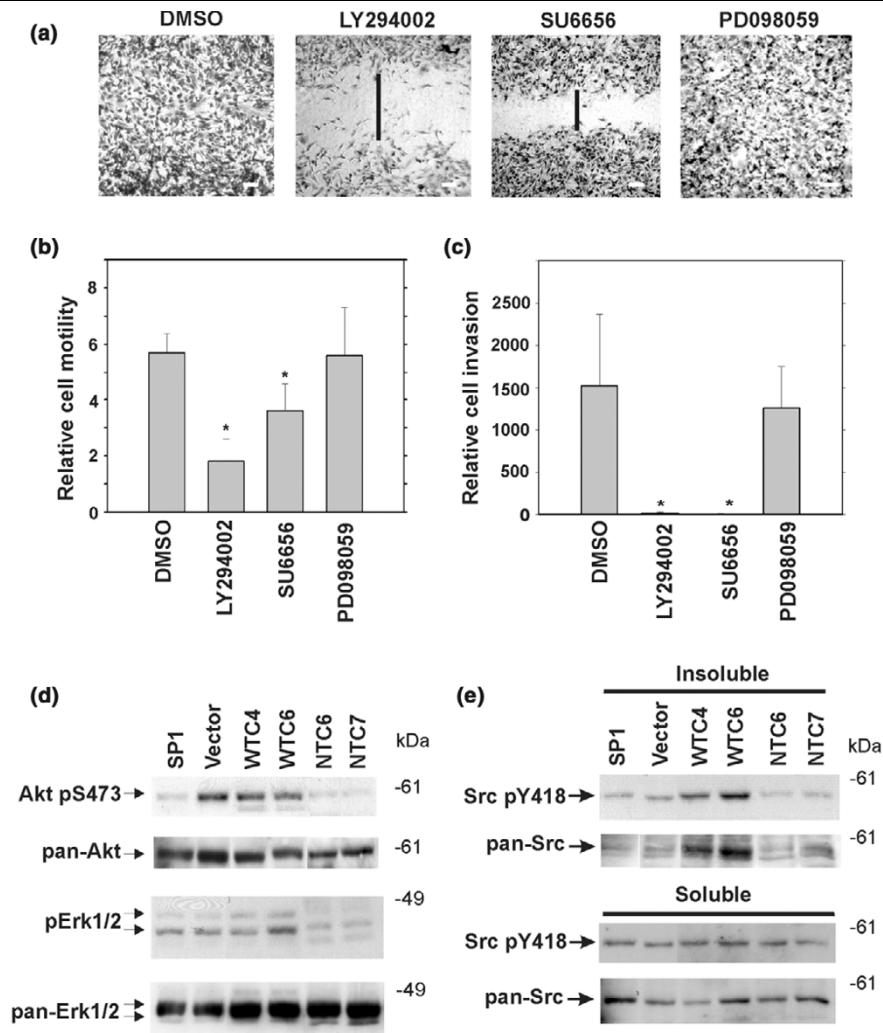 (a)
DMSO LY294002 SU6656 PD098059
(b)
Relative cell motility
8
6
4
2
0
DMSO LY294002 SU6656 PD098059
(c)
Relative cell invasion
2500
2000
1500
1000
500
0
DMSO LY294002 SU6656 PD098059
(d)
SP1 Vector WTC4 WTC6 NTC6 NTC7
kDa
Akt pS473 -61
pan-Akt -61
pErk1/2 -49
pan-Erk1/2 -49
(e)
Insoluble
SP1 Vector WTC4 WTC6 NTC6 NTC7
kDa
Src pY418 -61
pan-Src -61
Soluble
Src pY418 -61
pan-Src -61